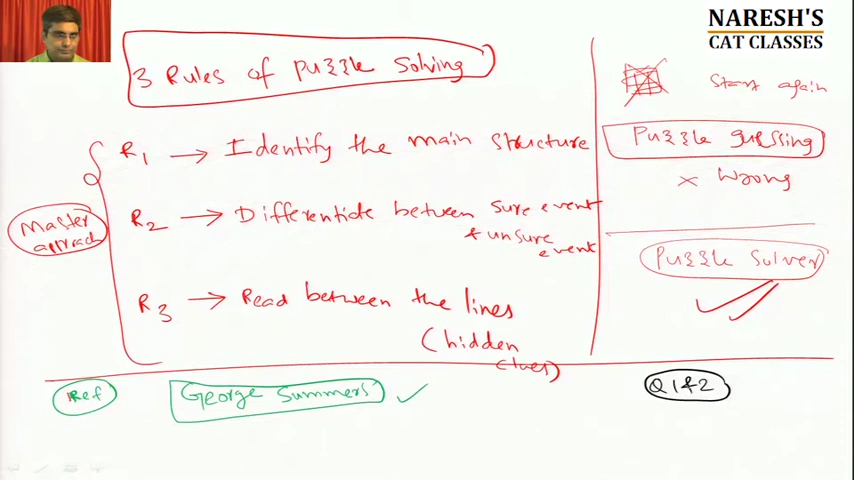 NARESH'S
CAT CLASSES
3 Rules of Puzzle Solving
R1 → Identify the main structure
R2 → Differentiate between sure event
& unsure
event
R3 → Read between the lines
(hidden
clues)
Master
approach
Start again
Puzzle guessing
× Wrong
Puzzle Solver
Ref
George Summers
Q1&2